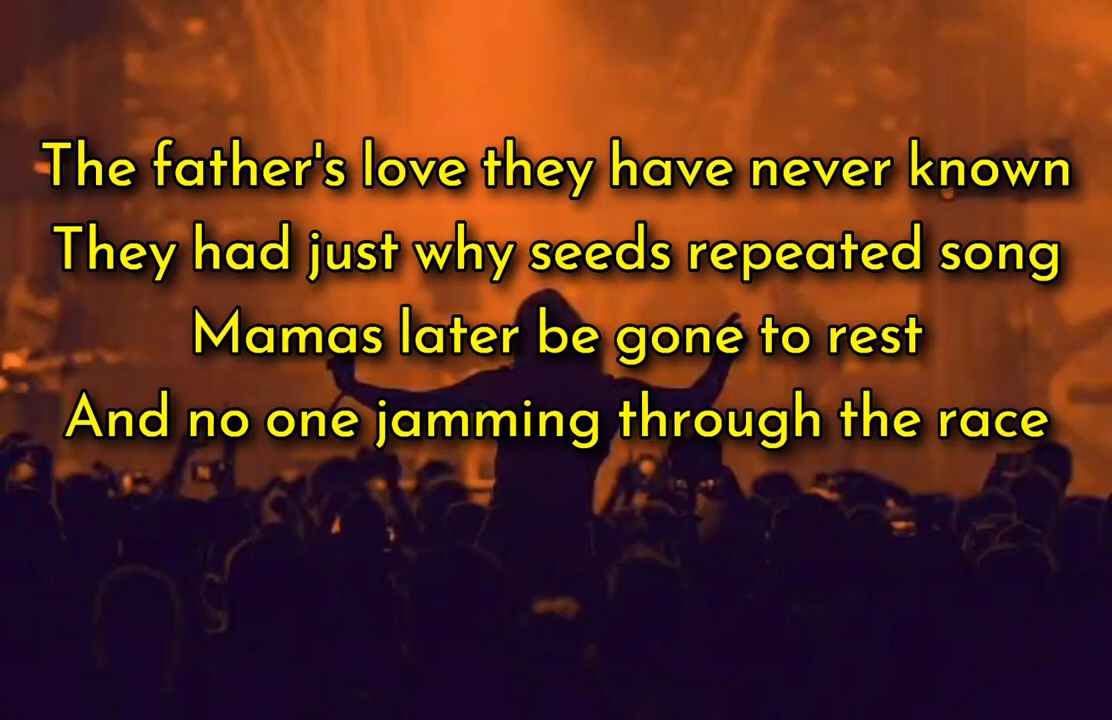 The father's love they have never known
They had just why seeds repeated song
Mamas later be gone to rest
And no one jamming through the race